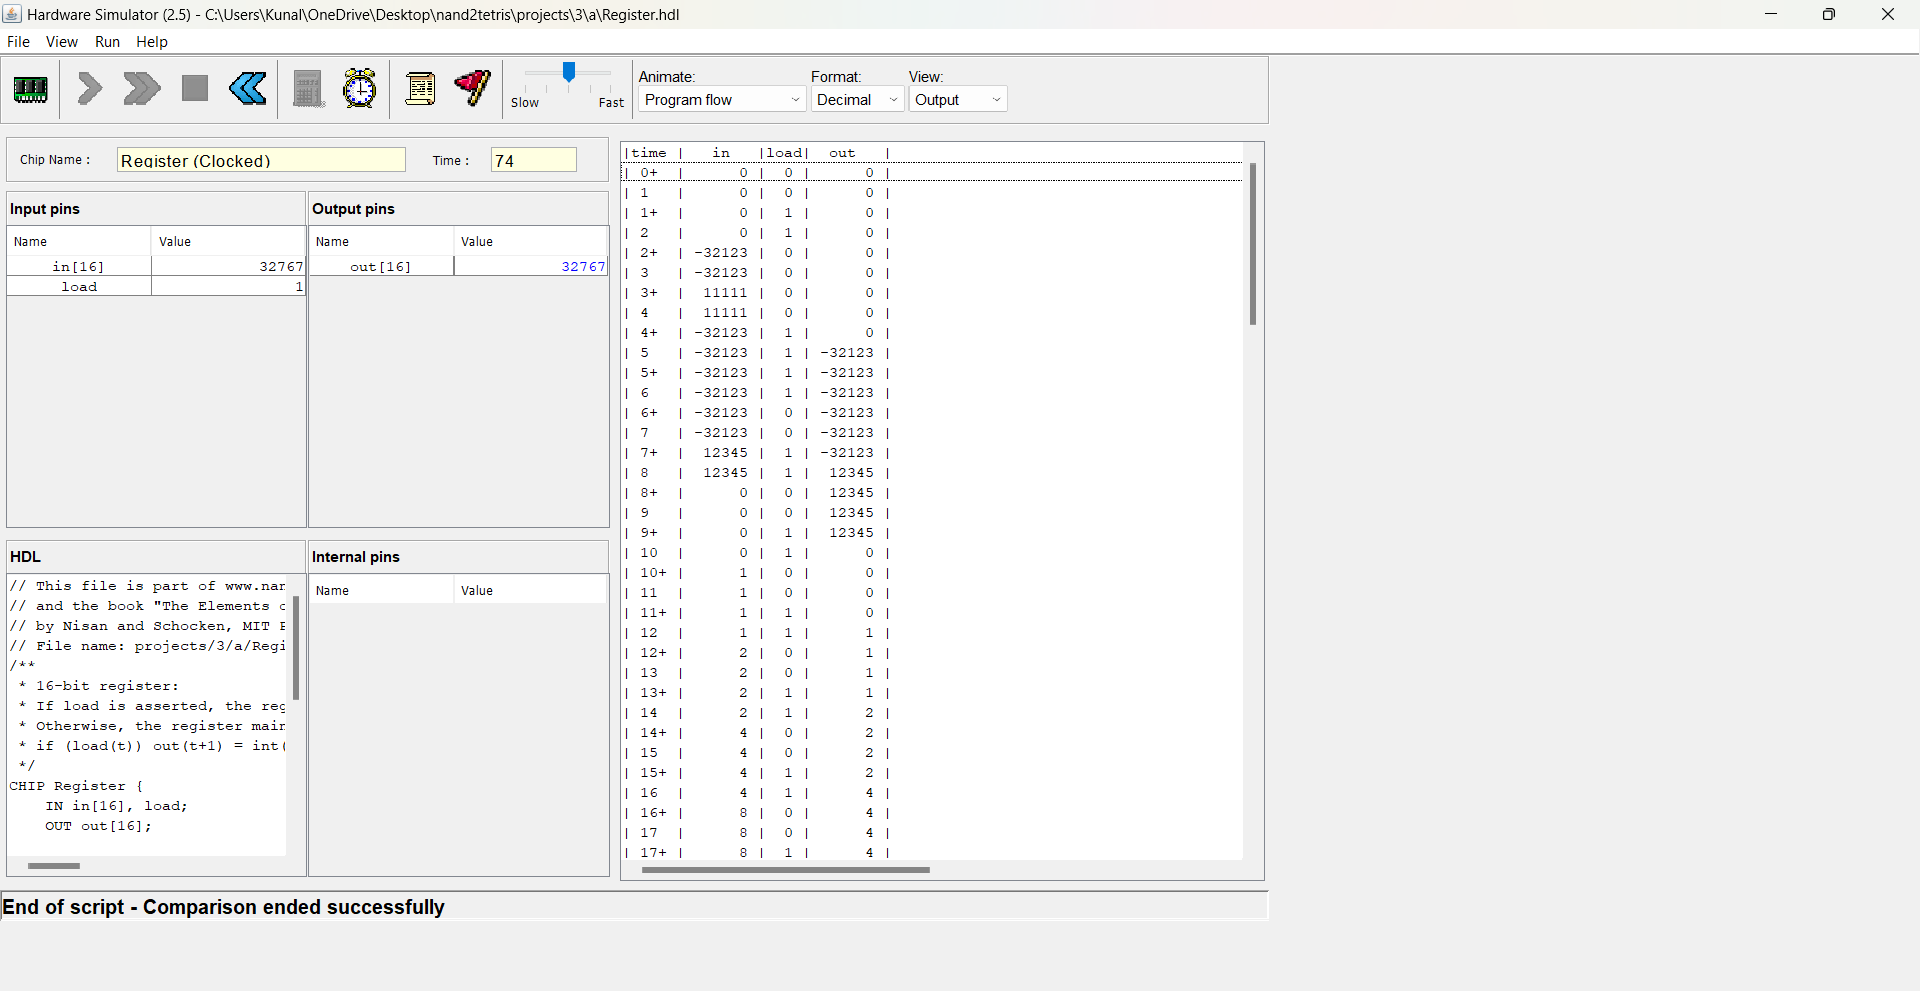 Hardware Simulator (2.5) - C:\Users\Kunal\OneDrive\Desktop\nand2tetris\projects\3\a\Register.hdl
File View Run Help
Slow Fast
Animate: Format: View:
Program flow Decimal Output
Chip Name : Register (Clocked) Time : 74
Input pins
Name Value
in[16] 32767
load 1
Output pins
Name Value
out[16] 32767
HDL
// This file is part of www.nan
// and the book "The Elements o
// by Nisan and Schocken, MIT P
// File name: projects/3/a/Regi
/**
* 16-bit register:
* If load is asserted, the reg
* Otherwise, the register main
* if (load(t)) out(t+1) = int(
*/
CHIP Register {
IN in[16], load;
OUT out[16];
Internal pins
Name Value
|time | in |load| out |
| 0+ | 0 | 0 | 0 |
| 1 | 0 | 0 | 0 |
| 1+ | 0 | 1 | 0 |
| 2 | 0 | 1 | 0 |
| 2+ | -32123 | 0 | 0 |
| 3 | -32123 | 0 | 0 |
| 3+ | 11111 | 0 | 0 |
| 4 | 11111 | 0 | 0 |
| 4+ | -32123 | 1 | 0 |
| 5 | -32123 | 1 | -32123 |
| 5+ | -32123 | 1 | -32123 |
| 6 | -32123 | 1 | -32123 |
| 6+ | -32123 | 0 | -32123 |
| 7 | -32123 | 0 | -32123 |
| 7+ | 12345 | 1 | -32123 |
| 8 | 12345 | 1 | 12345 |
| 8+ | 0 | 0 | 12345 |
| 9 | 0 | 0 | 12345 |
| 9+ | 0 | 1 | 12345 |
| 10 | 0 | 1 | 0 |
| 10+ | 1 | 0 | 0 |
| 11 | 1 | 0 | 0 |
| 11+ | 1 | 1 | 0 |
| 12 | 1 | 1 | 1 |
| 12+ | 2 | 0 | 1 |
| 13 | 2 | 0 | 1 |
| 13+ | 2 | 1 | 1 |
| 14 | 2 | 1 | 2 |
| 14+ | 4 | 0 | 2 |
| 15 | 4 | 0 | 2 |
| 15+ | 4 | 1 | 2 |
| 16 | 4 | 1 | 4 |
| 16+ | 8 | 0 | 4 |
| 17 | 8 | 0 | 4 |
| 17+ | 8 | 1 | 4 |
End of script - Comparison ended successfully